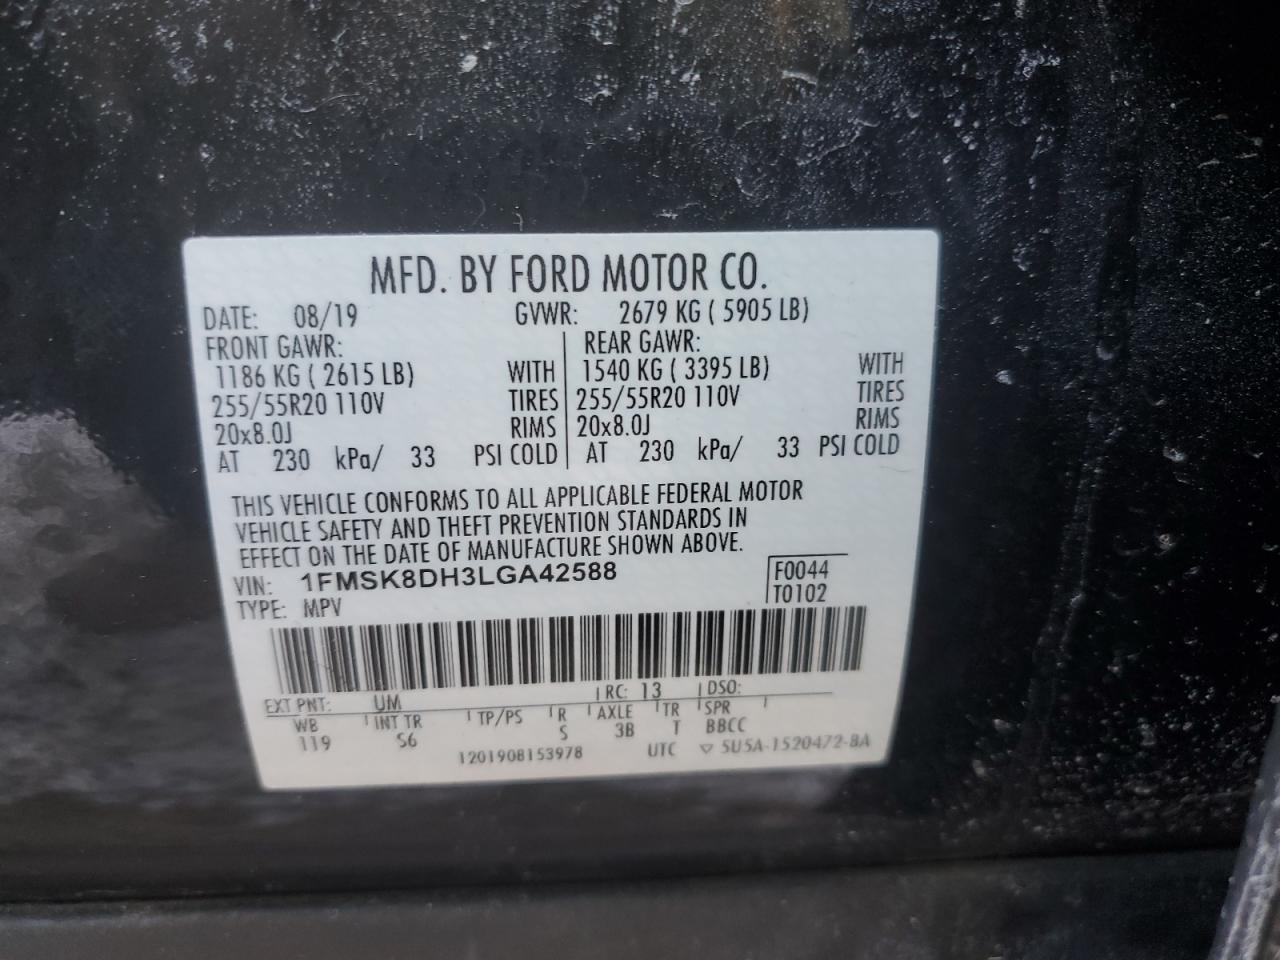 MFD. BY FORD MOTOR CO.
DATE: 08/19 GVWR: 2679 KG ( 5905 LB)
FRONT GAWR: REAR GAWR:
1186 KG ( 2615 LB) WITH 1540 KG ( 3395 LB) WITH
255/55R20 110V TIRES 255/55R20 110V TIRES
20x8.0J RIMS 20x8.0J RIMS
AT 230 kPa/ 33 PSI COLD AT 230 kPa/ 33 PSI COLD
THIS VEHICLE CONFORMS TO ALL APPLICABLE FEDERAL MOTOR
VEHICLE SAFETY AND THEFT PREVENTION STANDARDS IN
EFFECT ON THE DATE OF MANUFACTURE SHOWN ABOVE.
VIN: 1FMSK8DH3LGA42588 F0044
TYPE: MPV T0102
EXT PNT: UM RC: 13 DSO:
WB INT TR TP/PS R AXLE TR SPR
119 S6 S 3B T BBCC
1201908153978 UTC ▽ 5U5A-1520472-BA